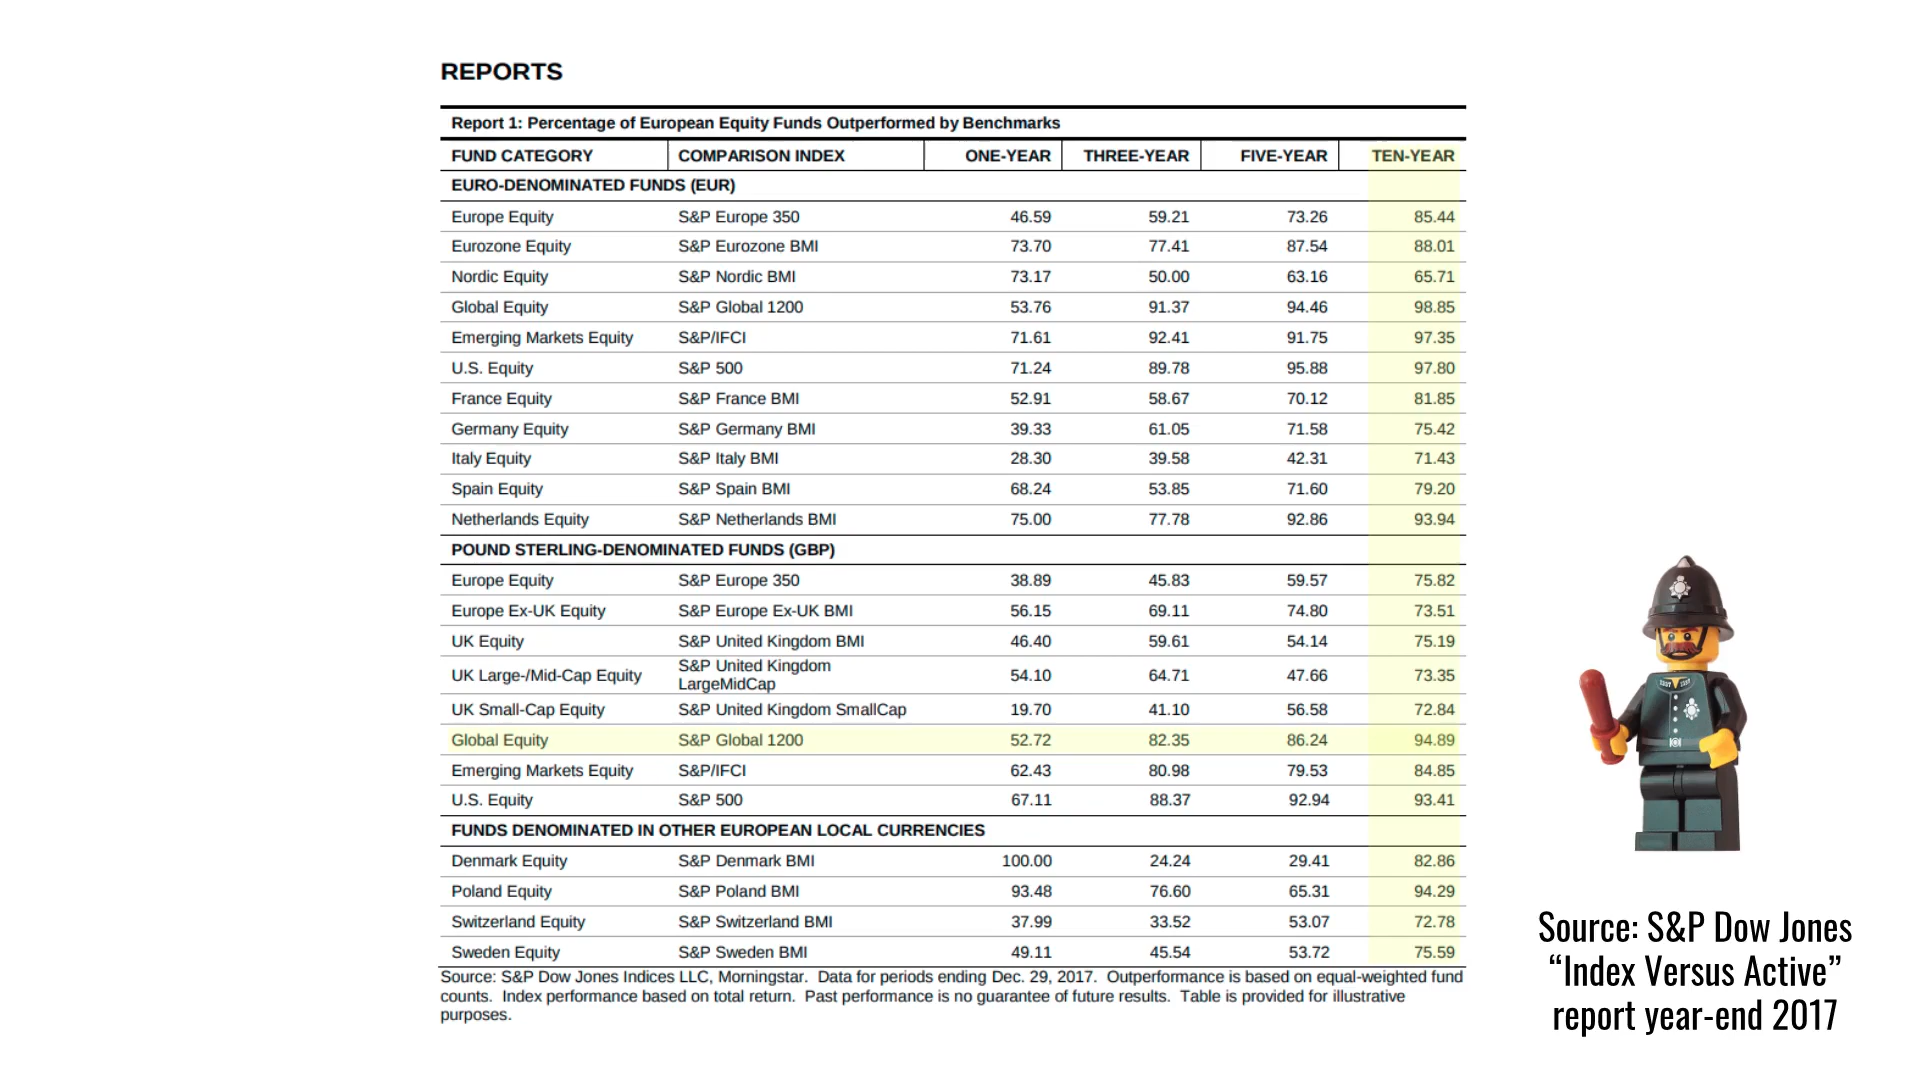 REPORTS
Report 1: Percentage of European Equity Funds Outperformed by Benchmarks
FUND CATEGORY COMPARISON INDEX ONE-YEAR THREE-YEAR FIVE-YEAR TEN-YEAR
EURO-DENOMINATED FUNDS (EUR)
Europe Equity S&P Europe 350 46.59 59.21 73.26 85.44
Eurozone Equity S&P Eurozone BMI 73.70 77.41 87.54 88.01
Nordic Equity S&P Nordic BMI 73.17 50.00 63.16 65.71
Global Equity S&P Global 1200 53.76 91.37 94.46 98.85
Emerging Markets Equity S&P/IFCI 71.61 92.41 91.75 97.35
U.S. Equity S&P 500 71.24 89.78 95.88 97.80
France Equity S&P France BMI 52.91 58.67 70.12 81.85
Germany Equity S&P Germany BMI 39.33 61.05 71.58 75.42
Italy Equity S&P Italy BMI 28.30 39.58 42.31 71.43
Spain Equity S&P Spain BMI 68.24 53.85 71.60 79.20
Netherlands Equity S&P Netherlands BMI 75.00 77.78 92.86 93.94
POUND STERLING-DENOMINATED FUNDS (GBP)
Europe Equity S&P Europe 350 38.89 45.83 59.57 75.82
Europe Ex-UK Equity S&P Europe Ex-UK BMI 56.15 69.11 74.80 73.51
UK Equity S&P United Kingdom BMI 46.40 59.61 54.14 75.19
UK Large-/Mid-Cap Equity S&P United Kingdom
LargeMidCap 54.10 64.71 47.66 73.35
UK Small-Cap Equity S&P United Kingdom SmallCap 19.70 41.10 56.58 72.84
Global Equity S&P Global 1200 52.72 82.35 86.24 94.89
Emerging Markets Equity S&P/IFCI 62.43 80.98 79.53 84.85
U.S. Equity S&P 500 67.11 88.37 92.94 93.41
FUNDS DENOMINATED IN OTHER EUROPEAN LOCAL CURRENCIES
Denmark Equity S&P Denmark BMI 100.00 24.24 29.41 82.86
Poland Equity S&P Poland BMI 93.48 76.60 65.31 94.29
Switzerland Equity S&P Switzerland BMI 37.99 33.52 53.07 72.78
Sweden Equity S&P Sweden BMI 49.11 45.54 53.72 75.59
Source: S&P Dow Jones Indices LLC, Morningstar. Data for periods ending Dec. 29, 2017. Outperformance is based on equal-weighted fund
counts. Index performance based on total return. Past performance is no guarantee of future results. Table is provided for illustrative
purposes.
Source: S&P Dow Jones
“Index Versus Active”
report year-end 2017